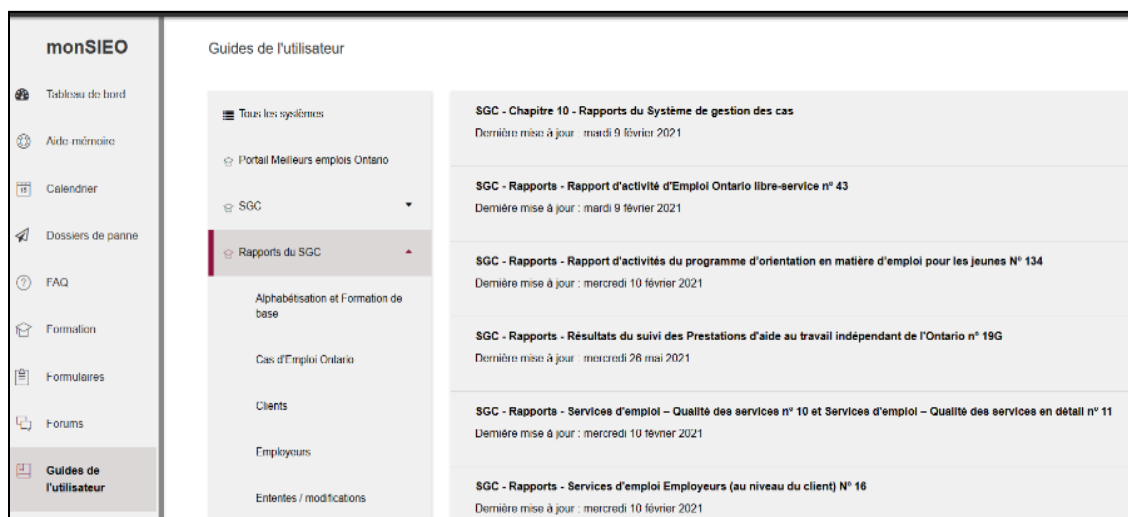 monSIEO
Tableau de bord
Aide-mémoire
Calendrier
Dossiers de panne
FAQ
Formation
Formulaires
Forums
Guides de
l'utilisateur
Guides de l'utilisateur
Tous les systèmes
Portail Meilleurs emplois Ontario
SGC
Rapports du SGC
Alphabétisation et Formation de
base
Cas d'Emploi Ontario
Clients
Employeurs
Ententes / modifications
SGC - Chapitre 10 - Rapports du Système de gestion des cas
Dernière mise à jour : mardi 9 février 2021
SGC - Rapports - Rapport d'activité d'Emploi Ontario libre-service nº 43
Dernière mise à jour : mardi 9 février 2021
SGC - Rapports - Rapport d'activités du programme d'orientation en matière d'emploi pour les jeunes Nº 134
Dernière mise à jour : mercredi 10 février 2021
SGC - Rapports - Résultats du suivi des Prestations d'aide au travail indépendant de l'Ontario nº 19G
Dernière mise à jour : mercredi 26 mai 2021
SGC - Rapports - Services d'emploi – Qualité des services nº 10 et Services d'emploi – Qualité des services en détail nº 11
Dernière mise à jour : mercredi 10 février 2021
SGC - Rapports - Services d'emploi Employeurs (au niveau du client) Nº 16
Dernière mise à jour : mercredi 10 février 2021